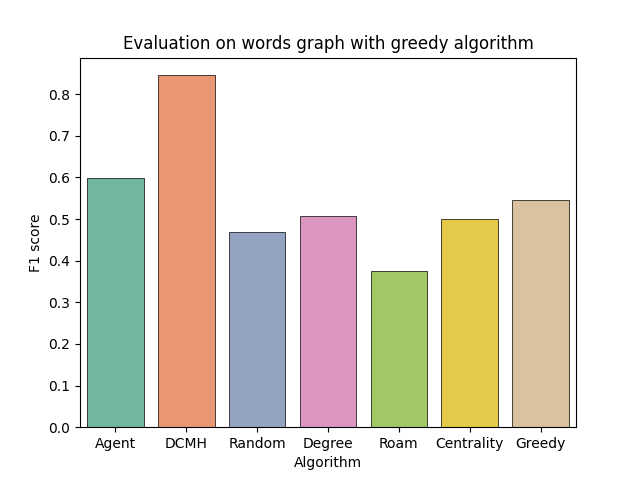 Evaluation on words graph with greedy algorithm
F1 score
0.8
0.7
0.6
0.5
0.4
0.3
0.2
0.1
0.0
Agent DCMH Random Degree Roam Centrality Greedy
Algorithm